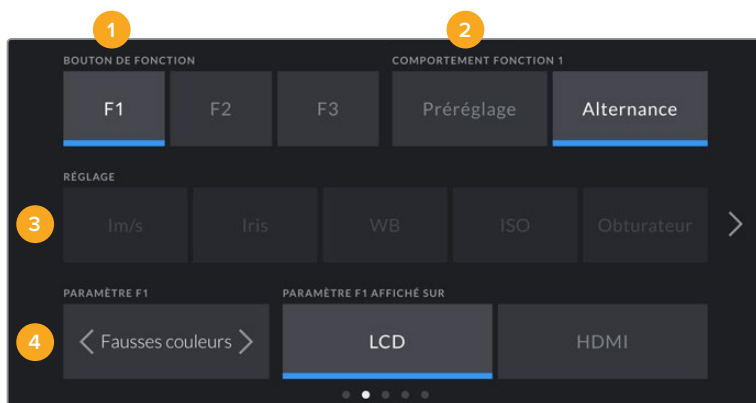 1
2
BOUTON DE FONCTION
COMPORTEMENT FONCTION 1
F1
F2
F3
Préréglage
Alternance
RÉGLAGE
3
Im/s
Iris
WB
ISO
Obturateur
PARAMÈTRE F1
PARAMÈTRE F1 AFFICHÉ SUR
4
Fausses couleurs
LCD
HDMI